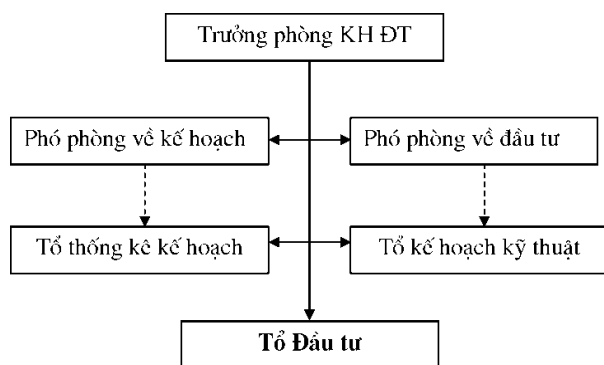 Trưởng phòng KH ĐT
Phó phòng về kế hoạch
Phó phòng về đầu tư
Tổ thống kê kế hoạch
Tổ kế hoạch kỹ thuật
Tổ Đầu tư